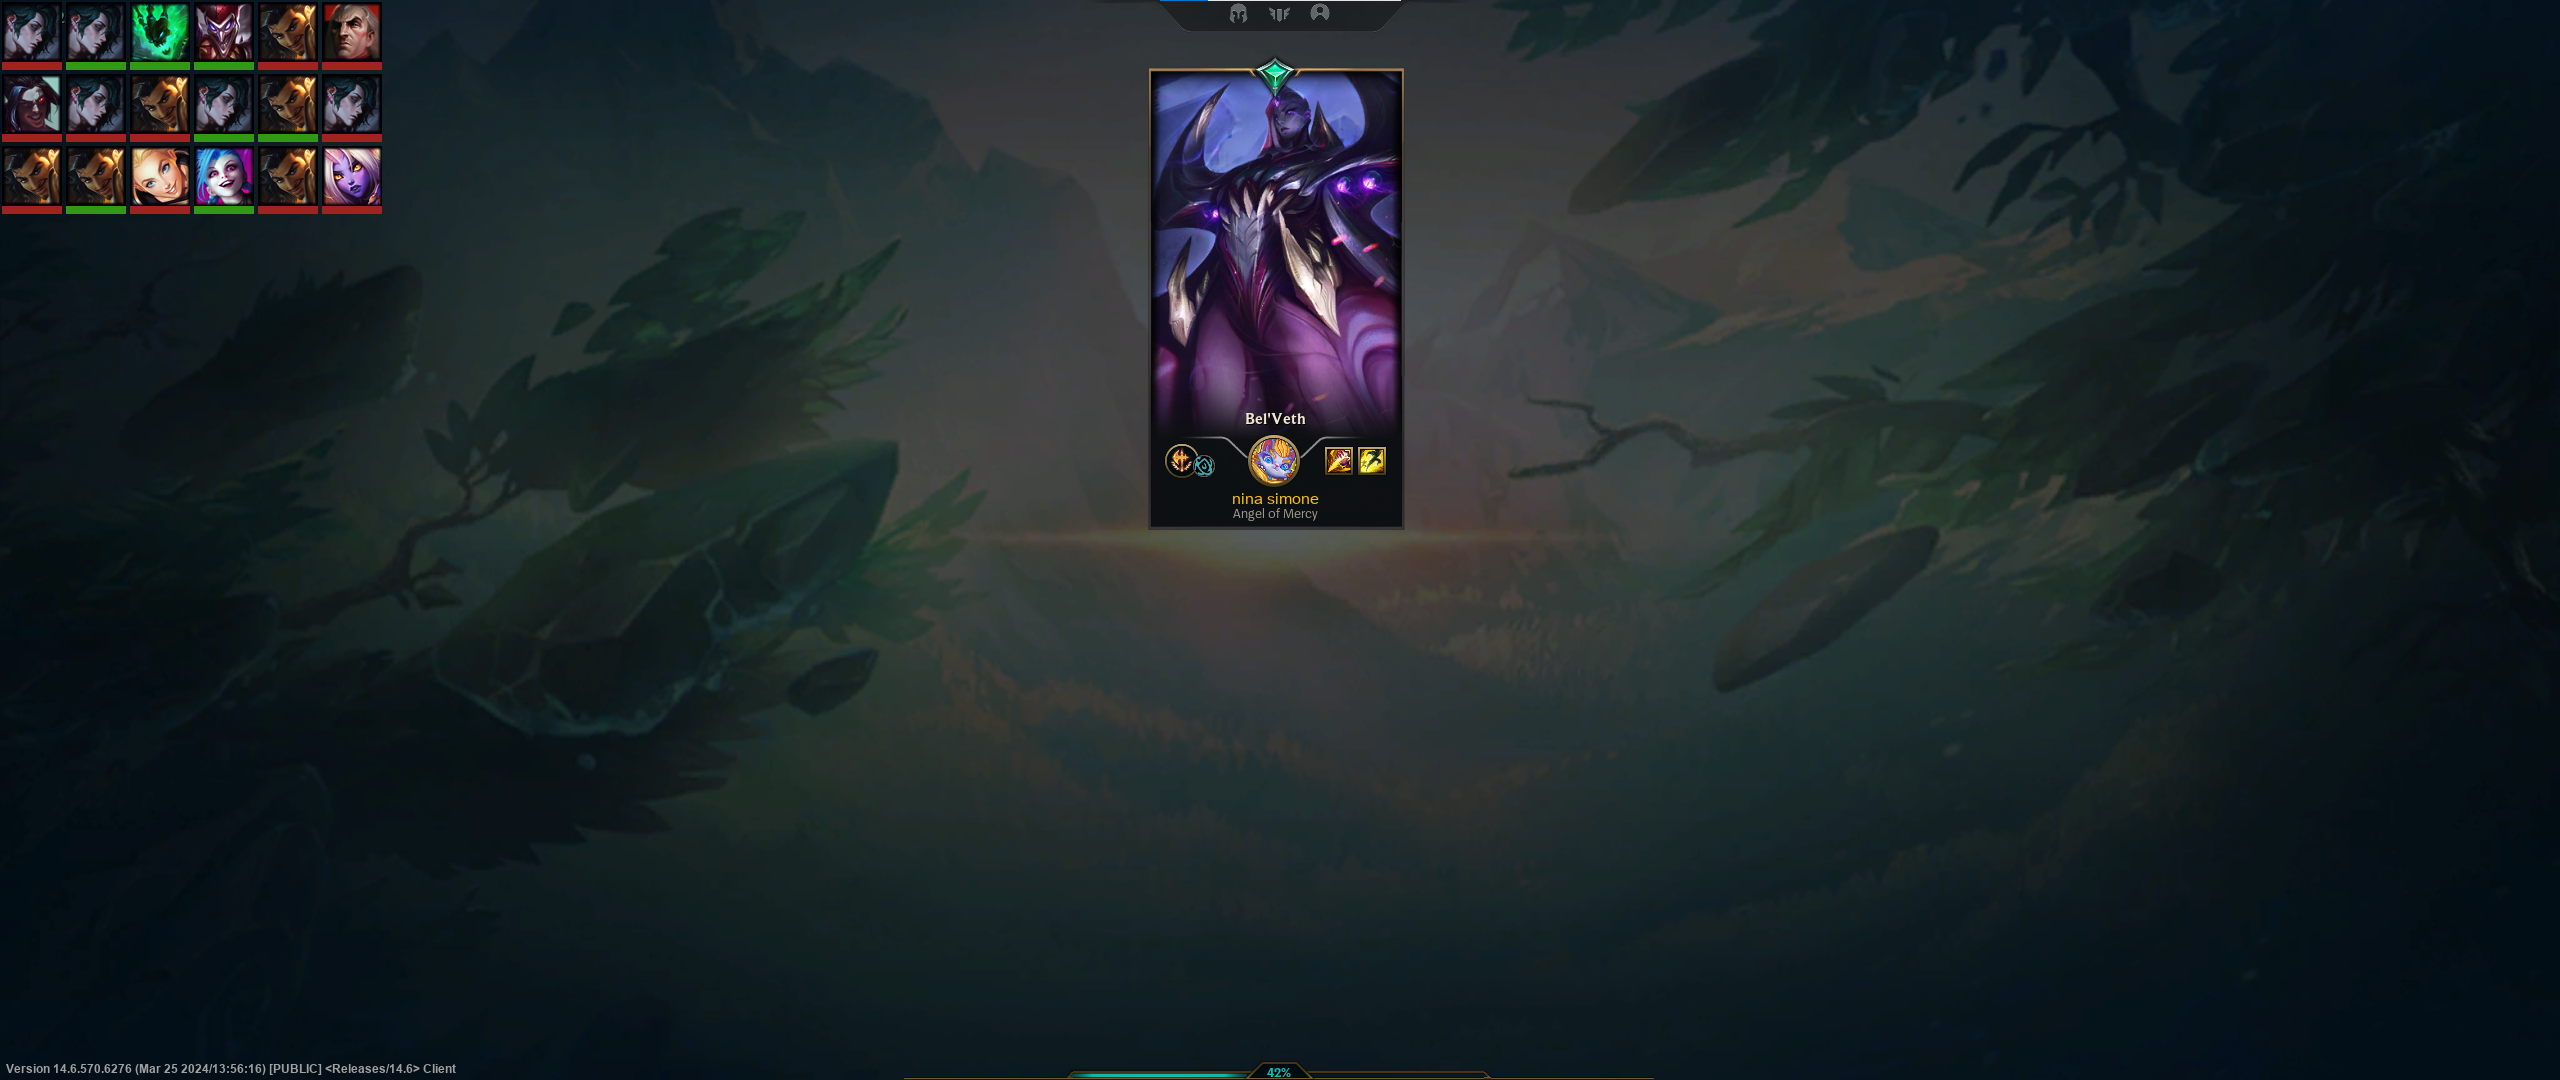 Bel'Veth
nina simone
Angel of Mercy
Version 14.6.570.6276 (Mar 25 2024/13:56:16) [PUBLIC] <Releases/14.6> Client
42%